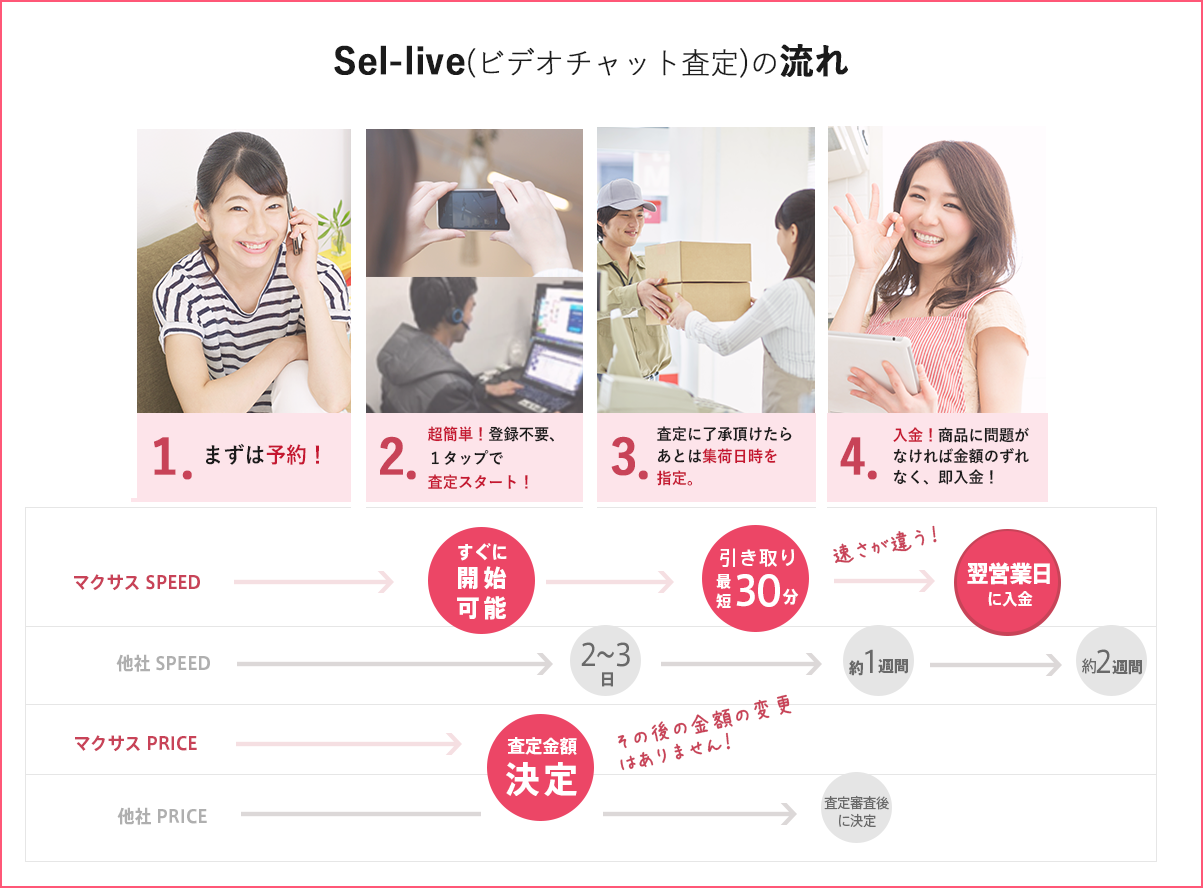 Sel-live(ビデオチャット査定)の流れ
1.
まずは予約！
2.
超簡単！登録不要、
１タップで
査定スタート！
3.
査定に了承頂けたら
あとは集荷日時を
指定。
4.
入金！商品に問題が
なければ金額のずれ
なく、即入金！
マクサス SPEED
すぐに
開始
可能
引き取り
最短30分
速さが違う！
翌営業日
に入金
他社 SPEED
2〜3
日
約1週間
約2週間
マクサス PRICE
査定金額
決定
その後の金額の変更
はありません！
他社 PRICE
査定審査後
に決定